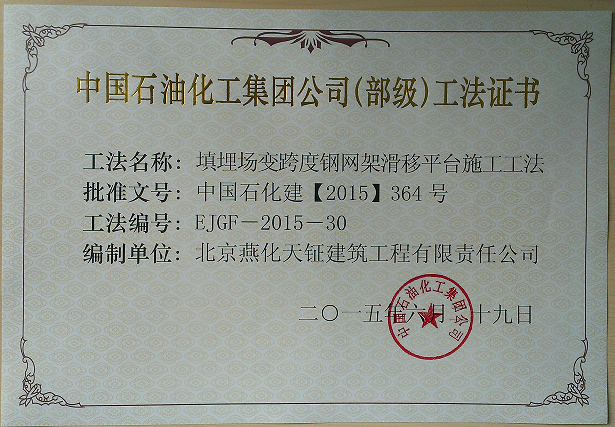 中国石油化工集团公司(部级)工法证书
工法名称：填埋场变跨度钢网架滑移平台施工工法
批准文号：中国石化建【2015】364号
工法编号：EJGF－2015－30
编制单位：北京燕化天钲建筑工程有限责任公司
二〇一五年六月 十九日
中国石油化工集团公司